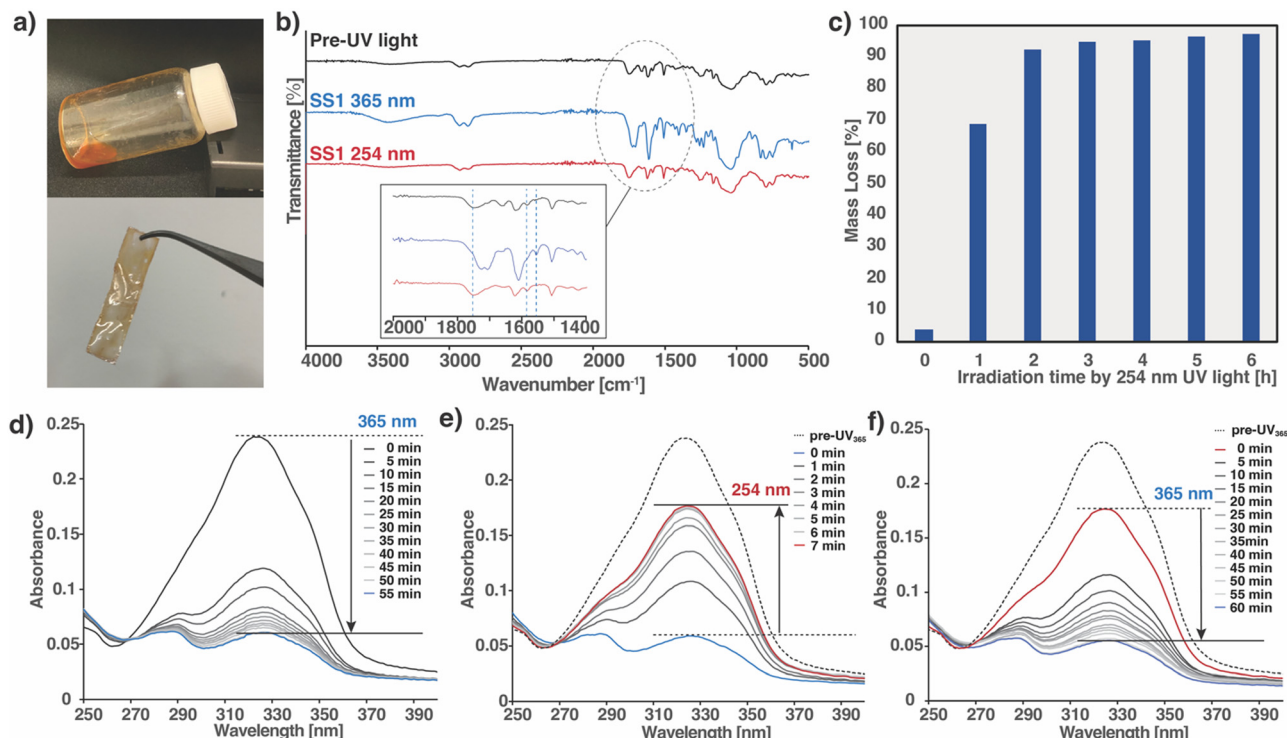 a)
b)
Pre-UV light
SS1 365 nm
SS1 254 nm
Transmittance [%]
2000 1800 1600 1400
4000 3500 3000 2500 2000 1500 1000 500
Wavenumber [cm⁻¹]
c)
100
90
80
70
60
50
40
30
20
10
0
Mass Loss [%]
0 1 2 3 4 5 6
Irradiation time by 254 nm UV light [h]
d)
0.25
0.2
0.15
0.1
0.05
0
Absorbance
365 nm
0 min
5 min
10 min
15 min
20 min
25 min
30 min
35 min
40 min
45 min
50 min
55 min
250 270 290 310 330 350 370 390
Wavelength [nm]
e)
0.25
0.2
0.15
0.1
0.05
0
Absorbance
254 nm
pre-UV₃₆₅
0 min
1 min
2 min
3 min
4 min
5 min
6 min
7 min
250 270 290 310 330 350 370 390
Wavelength [nm]
f)
0.25
0.2
0.15
0.1
0.05
0
Absorbance
365 nm
pre-UV₃₆₅
0 min
5 min
10 min
15 min
20 min
25 min
30 min
35min
40 min
45 min
50 min
55 min
60 min
250 270 290 310 330 350 370 390
Wavelength [nm]